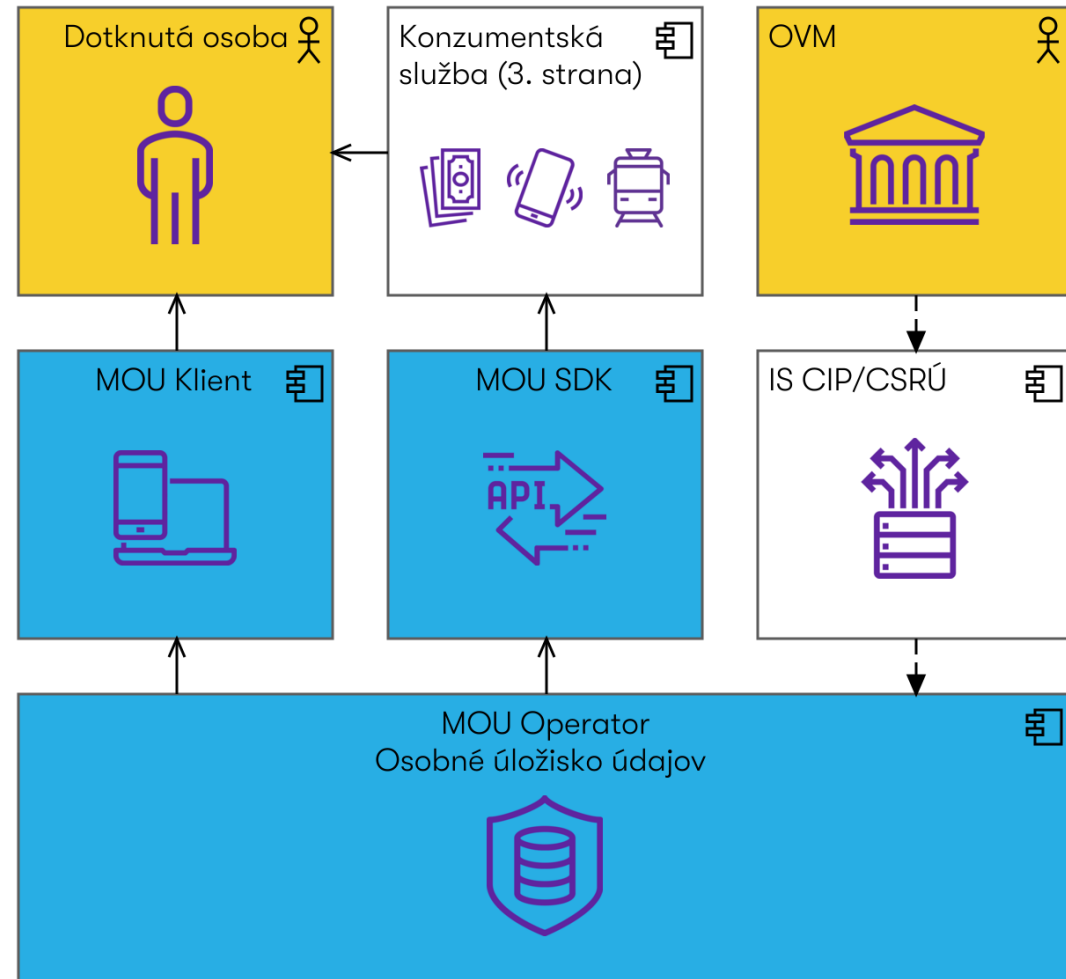 Dotknutá osoba
Konzumentská
služba (3. strana)
OVM
MOU Klient
MOU SDK
API
IS CIP/CSRÚ
MOU Operator
Osobné úložisko údajov